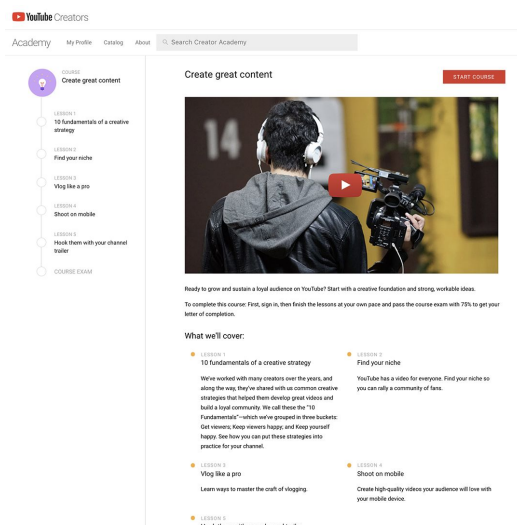 YouTube Creators
Academy
My Profile
Catalog
About
Search Creator Academy
COURSE
Create great content
LESSON 1
10 fundamentals of a creative
strategy
LESSON 2
Find your niche
LESSON 3
Vlog like a pro
LESSON 4
Shoot on mobile
LESSON 5
Hook them with your channel
trailer
COURSE EXAM
Create great content
START COURSE
14
Ready to grow and sustain a loyal audience on YouTube? Start with a creative foundation and strong, workable ideas.
To complete this course: First, sign in, then finish the lessons at your own pace and pass the course exam with 75% to get your
letter of completion.
What we'll cover:
LESSON 1
10 fundamentals of a creative strategy
We've worked with many creators over the years, and
along the way, they've shared with us common creative
strategies that helped them develop great videos and
build a loyal community. We call these the "10
Fundamentals"—which we've grouped in three buckets:
Get viewers; Keep viewers happy; and Keep yourself
happy. See how you can put these strategies into
practice for your channel.
LESSON 2
Find your niche
YouTube has a video for everyone. Find your niche so
you can rally a community of fans.
LESSON 3
Vlog like a pro
Learn ways to master the craft of vlogging.
LESSON 4
Shoot on mobile
Create high-quality videos your audience will love with
your mobile device.
LESSON 5